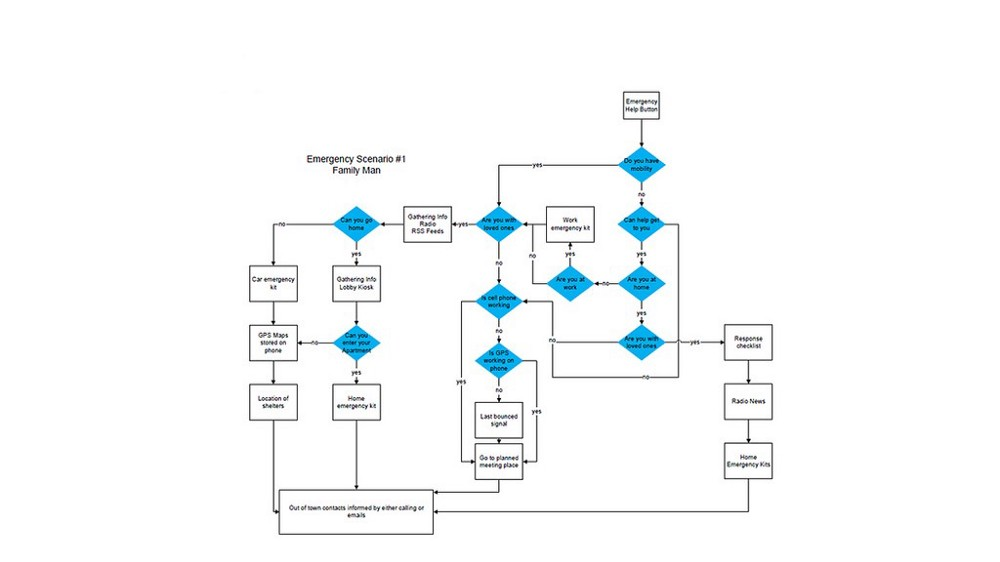 Emergency
Help Button
Emergency Scenario #1
Family Man
Do you have
mobility
yes
no
Can you go
home
Gathering Info
Radio
RSS Feeds
Are you with
loved ones
Work
emergency kit
Can help get
to you
no
yes
yes
no
no
yes
yes
Car emergency
kit
Gathering Info
Lobby Kiosk
Are you at
work
no
Are you at
home
Is cell phone
working
yes
GPS Maps
stored on
phone
no
Can you
enter your
Apartment
no
Is GPS
working on
phone
no
Are you with
loved ones
yes
Response
checklist
yes
yes
no
yes
no
Location of
shelters
Home
emergency kit
Last bounced
signal
Radio News
Go to planned
meeting place
Home
Emergency Kits
Out of town contacts informed by either calling or
emails